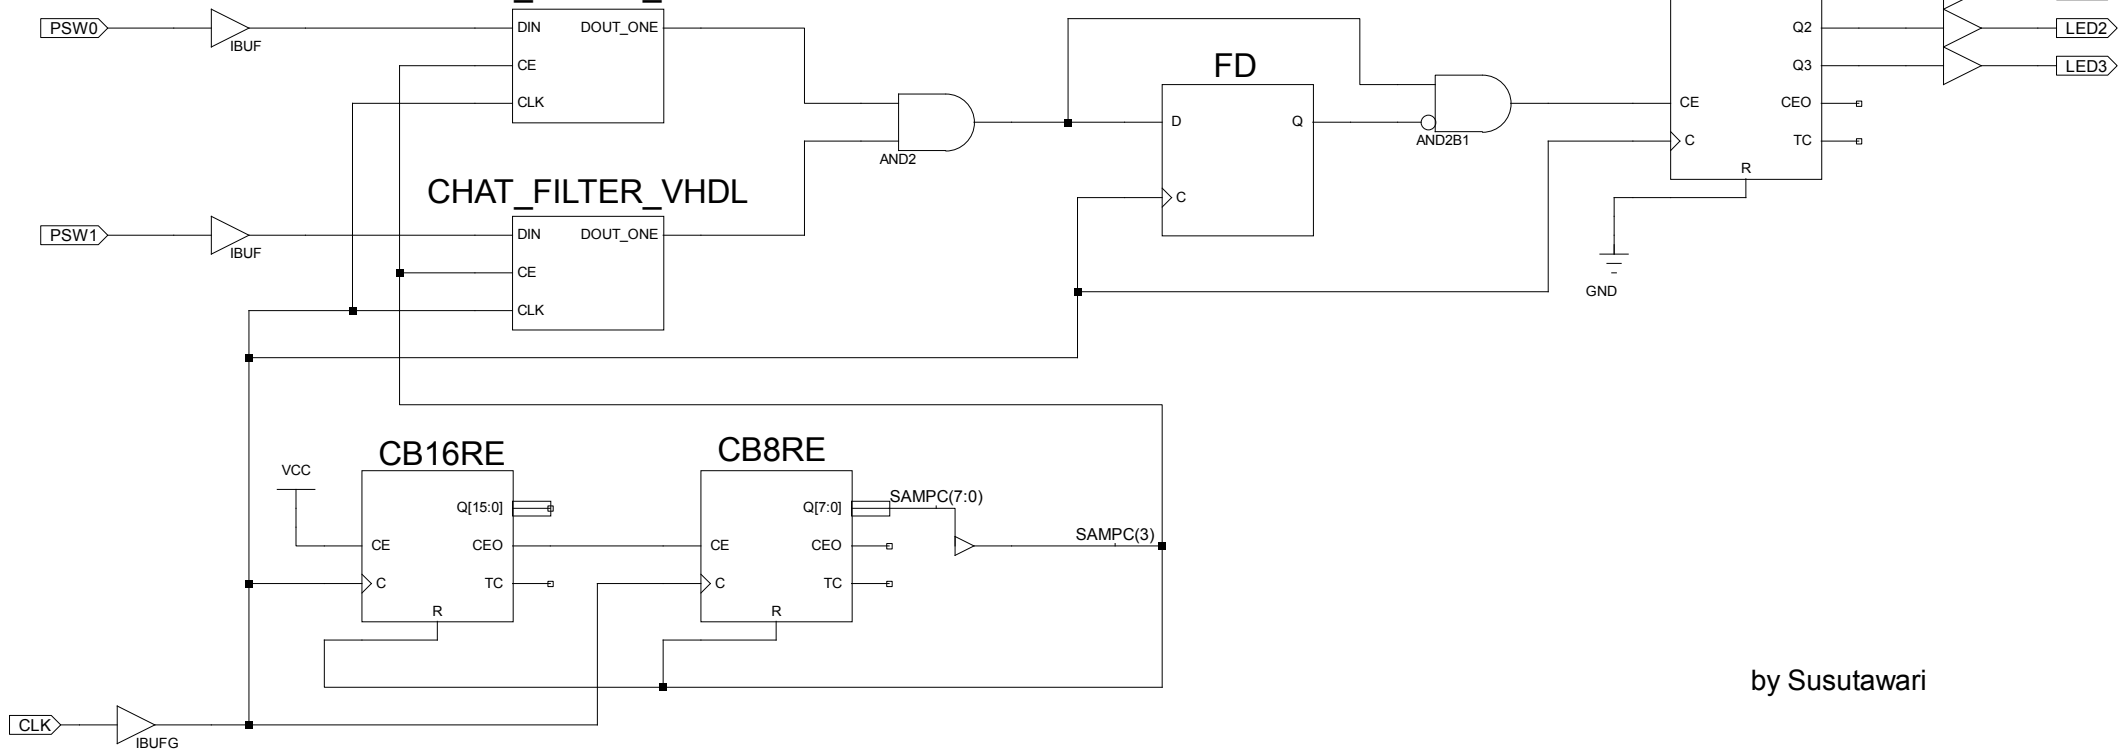 PSW0
IBUF
DIN
DOUT_ONE
CE
CLK
AND2
FD
D
Q
C
AND2B1
Q2
Q3
CE
CEO
C
TC
R
LED2
LED3
GND
CHAT_FILTER_VHDL
PSW1
IBUF
DIN
DOUT_ONE
CE
CLK
VCC
CB16RE
Q[15:0]
CE
CEO
C
TC
R
CB8RE
Q[7:0]
SAMPC(7:0)
CE
CEO
SAMPC(3)
C
TC
R
CLK
IBUFG
by Susutawari